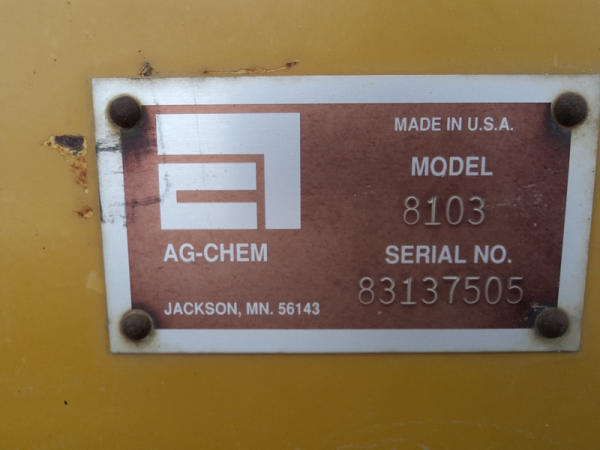 MADE IN U.S.A.
MODEL
8103
AG-CHEM
SERIAL NO.
83137505
JACKSON, MN. 56143